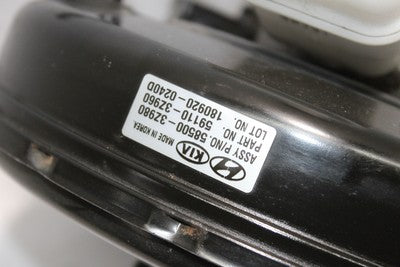 ASSY P/NO. 58500-3Z980
PART NO. 59110-3Z960
LOT NO. 180920-0240D
KIA MADE IN KOREA